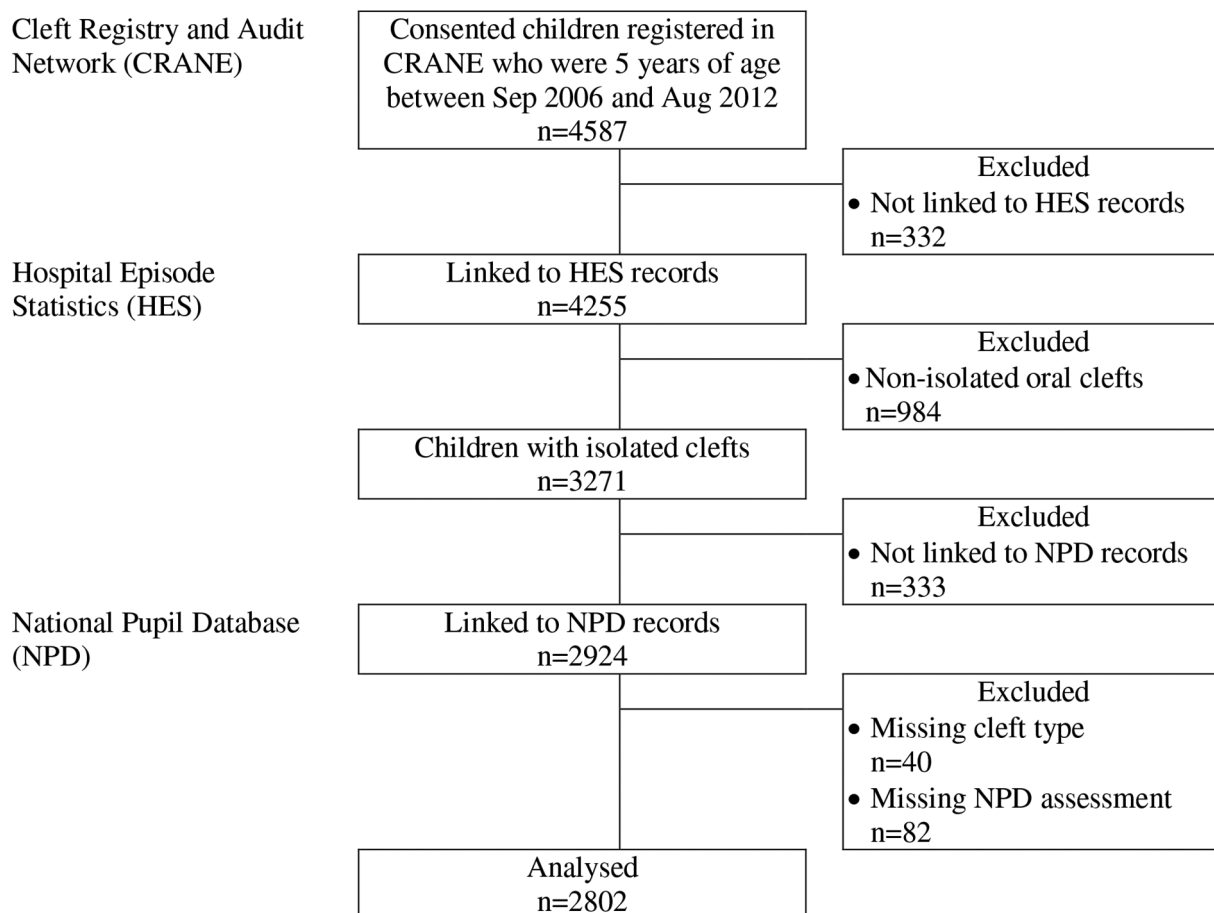 Cleft Registry and Audit
Network (CRANE)
Consented children registered in
CRANE who were 5 years of age
between Sep 2006 and Aug 2012
n=4587
Excluded
• Not linked to HES records
n=332
Hospital Episode
Statistics (HES)
Linked to HES records
n=4255
Excluded
• Non-isolated oral clefts
n=984
Children with isolated clefts
n=3271
Excluded
• Not linked to NPD records
n=333
National Pupil Database
(NPD)
Linked to NPD records
n=2924
Excluded
• Missing cleft type
n=40
• Missing NPD assessment
n=82
Analysed
n=2802